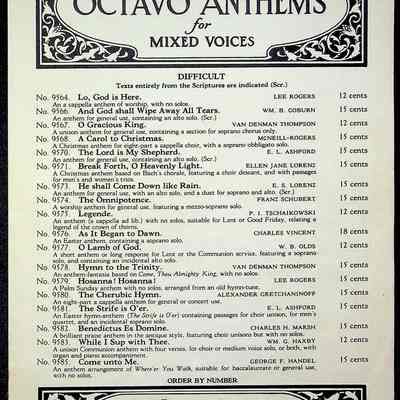 OCTAVO ANTHEMS
for
MIXED VOICES
DIFFICULT
Texts entirely from the Scriptures are indicated (Scr.)
No. 9564. Lo, God is Here. LEE ROGERS 12 cents
An a cappella anthem of worship, with no solos.
No. 9566. And God shall Wipe Away All Tears. WM. B. COBURN 15 cents
An anthem for general use, containing an alto solo. (Scr.)
No. 9567. O Gracious King. VAN DENMAN THOMPSON 12 cents
A unison anthem for general use, containing a section for soprano chorus only.
No. 9568. A Carol to Christmas. MCNEILL-ROGERS 15 cents
A Christmas anthem for eight-part a cappella choir, with a soprano obbligato solo.
No. 9570. The Lord is My Shepherd. E. L. ASHFORD 15 cents
An anthem for general use, containing an alto solo. (Scr.)
No. 9571. Break Forth, O Heavenly Light. ELLEN JANE LORENZ 15 cents
A Christmas anthem based on Bach's chorale, featuring a choir descant, and with passages
for men's and women's trios.
No. 9573. He shall Come Down like Rain. E. S. LORENZ 15 cents
An anthem for general use, with an alto solo, and a duet for soprano and alto. (Scr.)
No. 9574. The Omnipotence. FRANZ SCHUBERT 15 cents
A worship anthem for general use, featuring a mezzo-soprano solo.
No. 9575. Legende. P. I. TSCHAIKOWSKI 12 cents
An anthem (a cappella ad lib.) with no solos, suitable for Lent or Good Friday, relating a
legend of the crown of thorns.
No. 9576. As It Began to Dawn. CHARLES VINCENT 18 cents
An Easter anthem, containing a soprano solo.
No. 9577. O Lamb of God. W. B. OLDS 12 cents
A short anthem or long response for Lent or the Communion service, featuring a soprano
solo, and containing an incidental alto solo.
No. 9578. Hymn to the Trinity. VAN DENMAN THOMPSON 15 cents
An anthem-fantasia based on Come, Thou Almighty King, with no solos.
No. 9579. Hosanna! Hosanna! LEE ROGERS 15 cents
A Palm Sunday anthem with no solos, arranged from an old hymn-tune.
No. 9580. The Cherubic Hymn. ALEXANDER GRETCHANINOFF 15 cents
An eight-part a cappella anthem for general or concert use.
No. 9581. The Strife is O'er. E. L. ASHFORD 15 cents
An Easter hymn-anthem (The Strife is O'er) containing passages for choir unison, for men's
quartet, and an incidental soprano solo.
No. 9582. Benedictus Es Domine. CHARLES H. MARSH 15 cents
A brilliant praise anthem in the antique style, featuring choir unisons but with no solos.
No. 9583. While I Sup with Thee. WM. G. HAXBY 12 cents
A unison Communion anthem with four verses, for choir or medium voice solo, or both, with
organ and piano accompaniment.
No. 9585. Come unto Me. GEORGE F. HANDEL 15 cents
An anthem arrangement of Where'er You Walk, suitable for baccalaureate or general use,
with no solos.
ORDER BY NUMBER